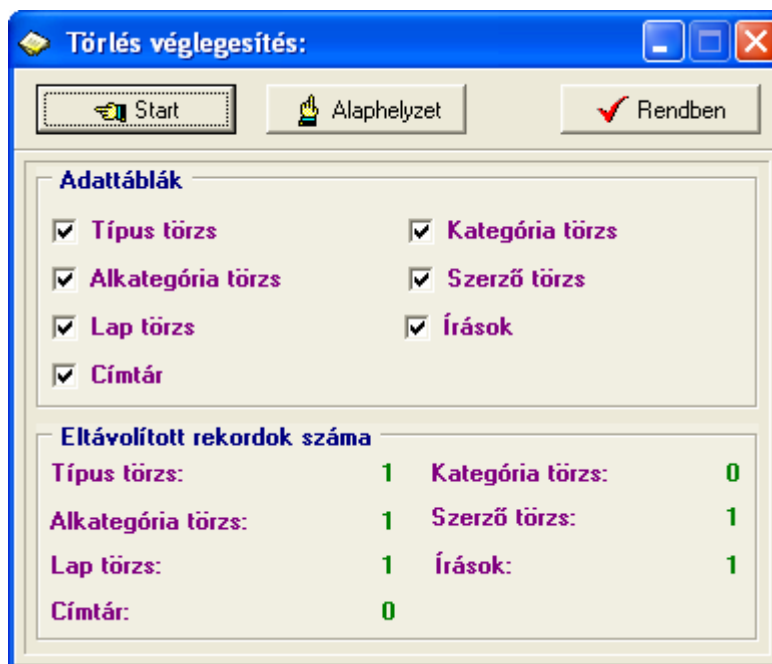 Törlés véglegesítés:
Start Alaphelyzet Rendben
Adattáblák
Típus törzs Kategória törzs
Alkategória törzs Szerző törzs
Lap törzs Írások
Címtár
Eltávolított rekordok száma
Típus törzs: 1 Kategória törzs: 0
Alkategória törzs: 1 Szerző törzs: 1
Lap törzs: 1 Írások: 1
Címtár: 0